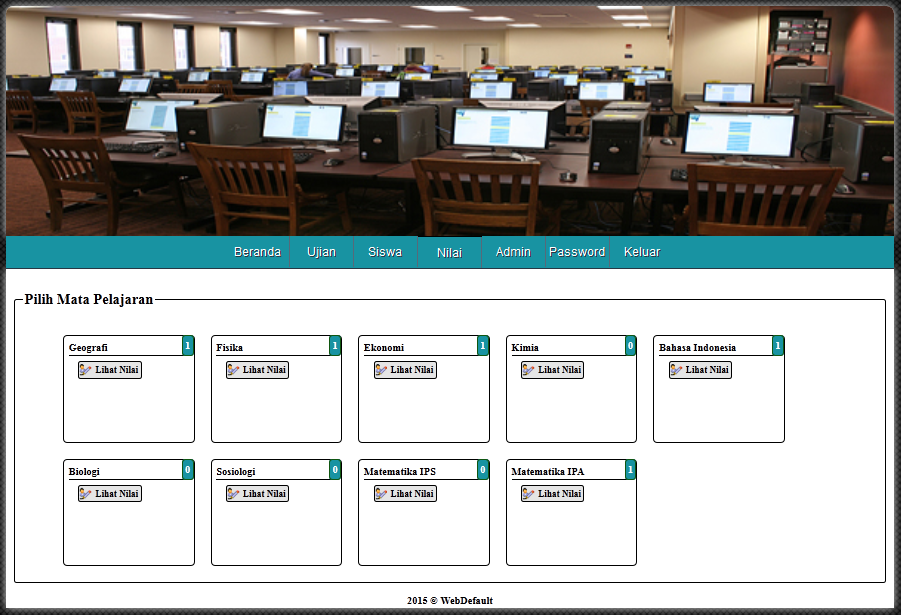 Beranda Ujian Siswa Nilai Admin Password Keluar
Pilih Mata Pelajaran
Geografi 1 Fisika 1 Ekonomi 1 Kimia 0 Bahasa Indonesia 1
Lihat Nilai Lihat Nilai Lihat Nilai Lihat Nilai Lihat Nilai
Biologi 0 Sosiologi 0 Matematika IPS 0 Matematika IPA 1
Lihat Nilai Lihat Nilai Lihat Nilai Lihat Nilai
2015 © WebDefault